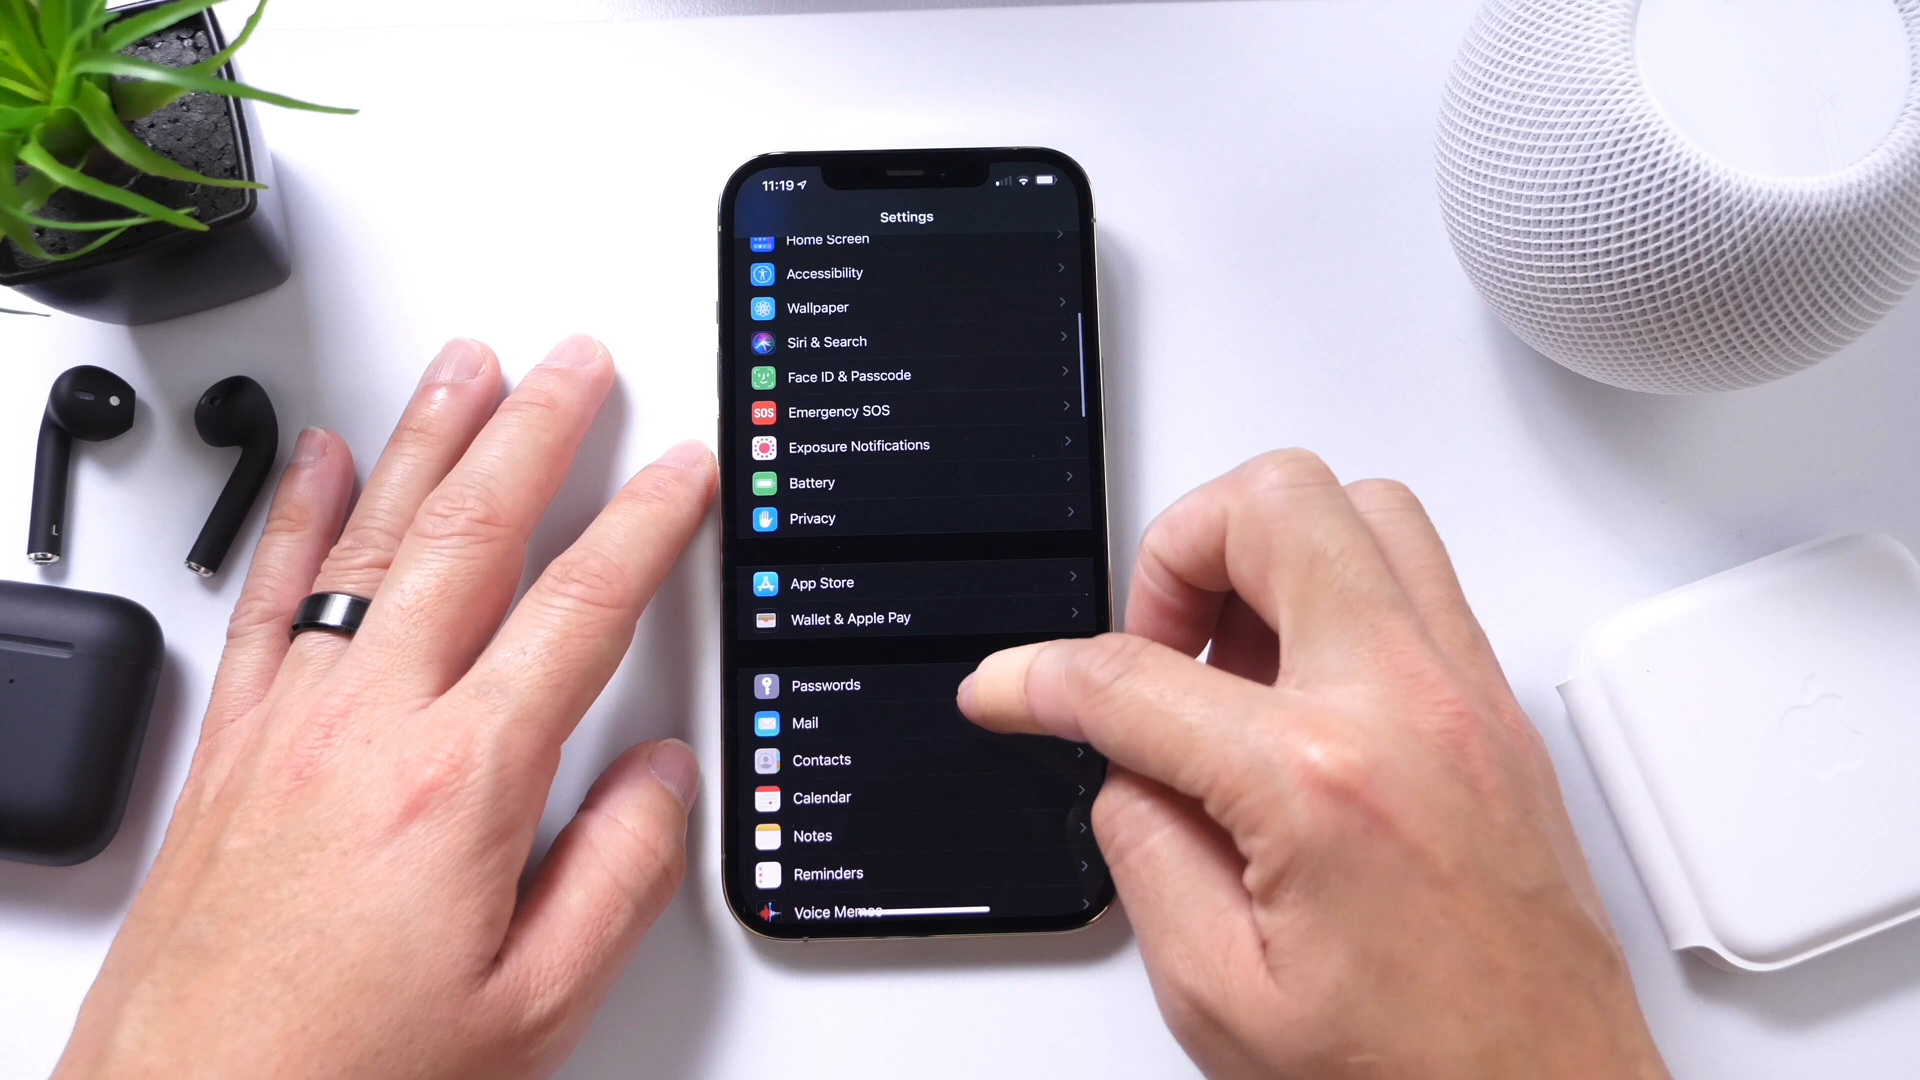 11:19
Settings
Home Screen
Accessibility
Wallpaper
Siri & Search
Face ID & Passcode
SOS
Emergency SOS
Exposure Notifications
Battery
Privacy
App Store
Wallet & Apple Pay
Passwords
Mail
Contacts
Calendar
Notes
Reminders
Voice Memos
L